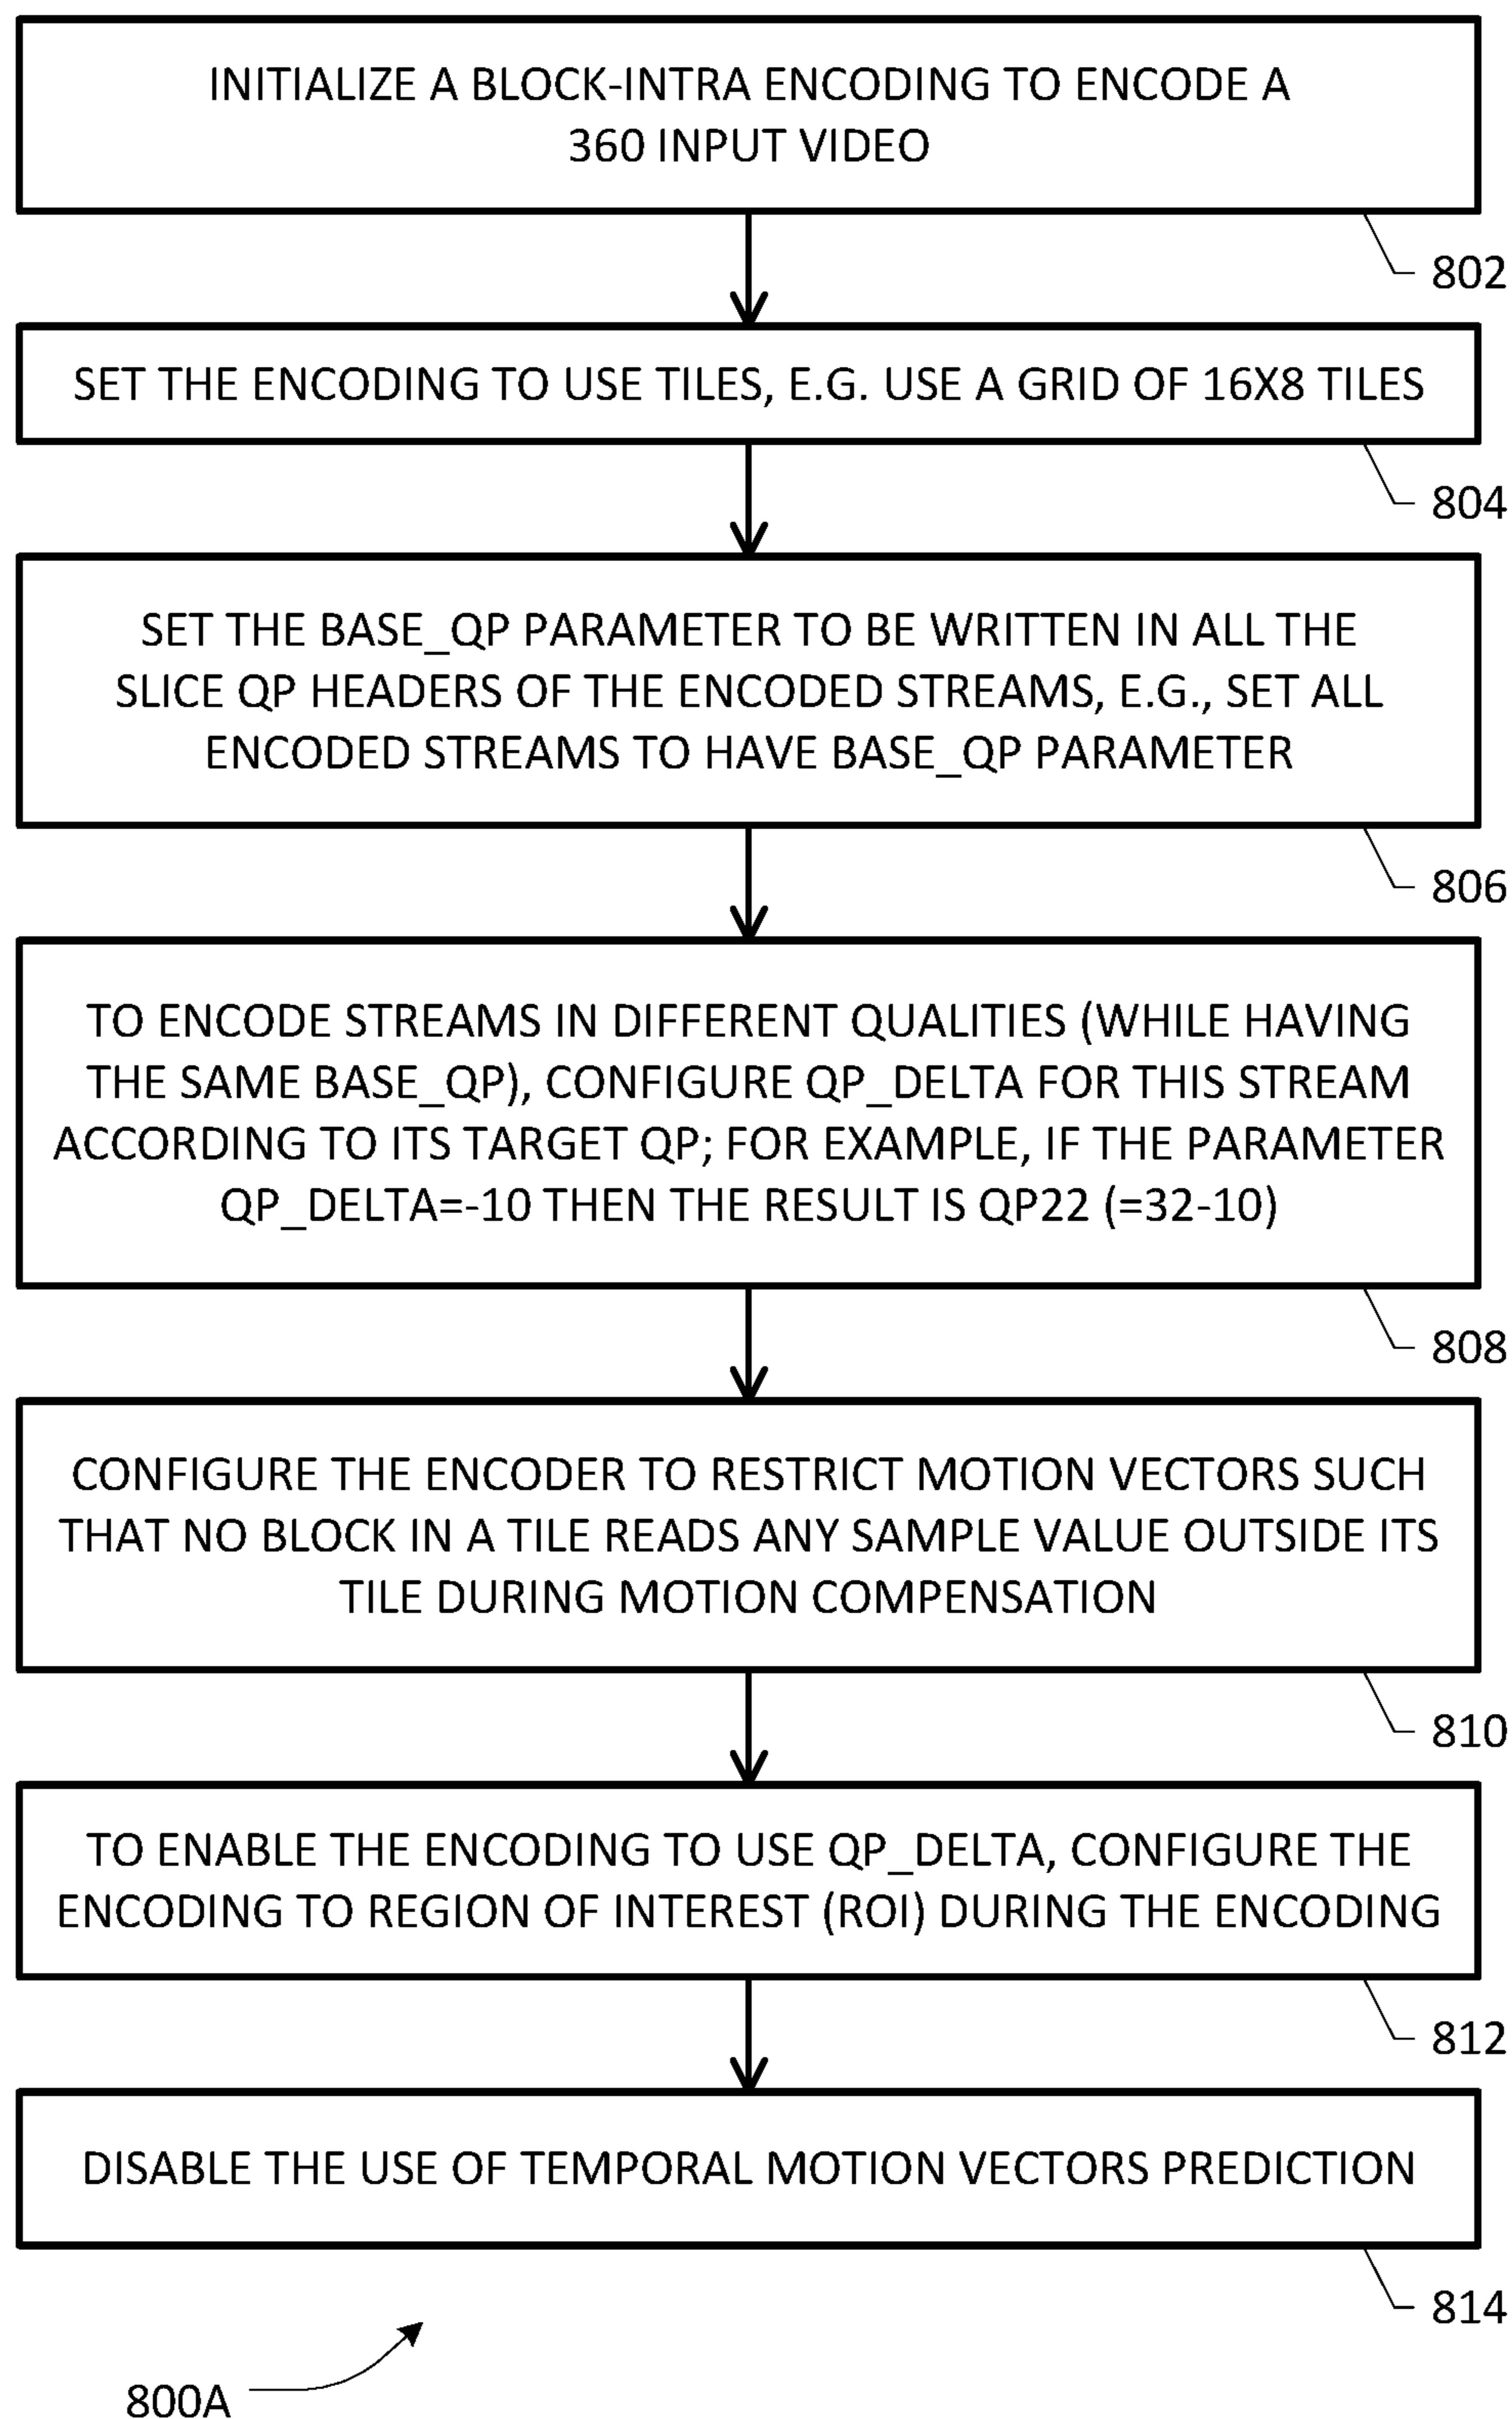 INITIALIZE A BLOCK-INTRA ENCODING TO ENCODE A
360 INPUT VIDEO
802
SET THE ENCODING TO USE TILES, E.G. USE A GRID OF 16X8 TILES
804
SET THE BASE_QP PARAMETER TO BE WRITTEN IN ALL THE
SLICE QP HEADERS OF THE ENCODED STREAMS, E.G., SET ALL
ENCODED STREAMS TO HAVE BASE_QP PARAMETER
806
TO ENCODE STREAMS IN DIFFERENT QUALITIES (WHILE HAVING
THE SAME BASE_QP), CONFIGURE QP_DELTA FOR THIS STREAM
ACCORDING TO ITS TARGET QP; FOR EXAMPLE, IF THE PARAMETER
QP_DELTA=-10 THEN THE RESULT IS QP22 (=32-10)
808
CONFIGURE THE ENCODER TO RESTRICT MOTION VECTORS SUCH
THAT NO BLOCK IN A TILE READS ANY SAMPLE VALUE OUTSIDE ITS
TILE DURING MOTION COMPENSATION
810
TO ENABLE THE ENCODING TO USE QP_DELTA, CONFIGURE THE
ENCODING TO REGION OF INTEREST (ROI) DURING THE ENCODING
812
DISABLE THE USE OF TEMPORAL MOTION VECTORS PREDICTION
814
800A